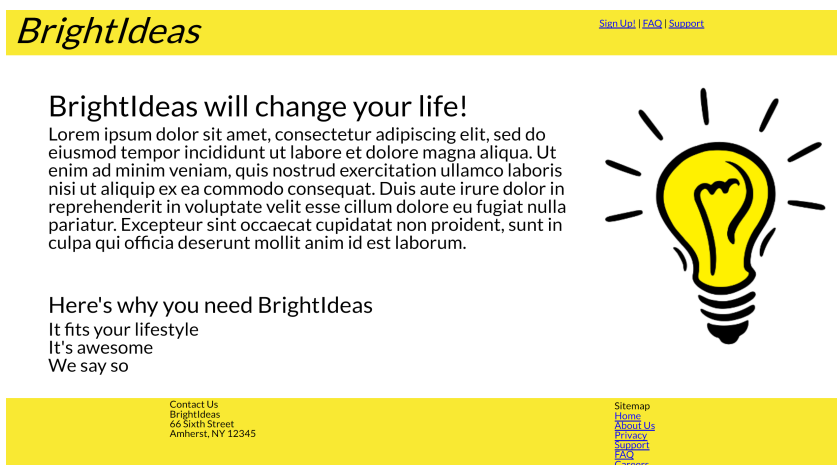 BrightIdeas
Sign Up! | FAQ | Support
BrightIdeas will change your life!
Lorem ipsum dolor sit amet, consectetur adipiscing elit, sed do
eiusmod tempor incididunt ut labore et dolore magna aliqua. Ut
enim ad minim veniam, quis nostrud exercitation ullamco laboris
nisi ut aliquip ex ea commodo consequat. Duis aute irure dolor in
reprehenderit in voluptate velit esse cillum dolore eu fugiat nulla
pariatur. Excepteur sint occaecat cupidatat non proident, sunt in
culpa qui officia deserunt mollit anim id est laborum.
Here's why you need BrightIdeas
It fits your lifestyle
It's awesome
We say so
Contact Us
BrightIdeas
66 Sixth Street
Amherst, NY 12345
Sitemap
Home
About Us
Privacy
Support
FAQ
Careers